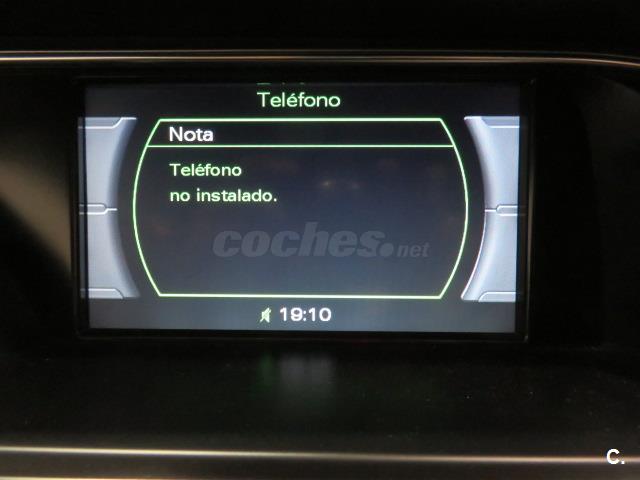 Teléfono
Nota
Teléfono
no instalado.
coches.net
19:10
C.